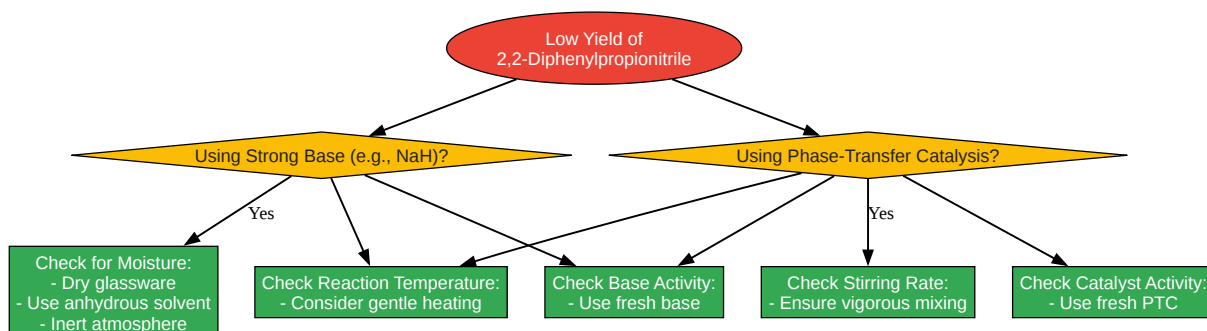 Low Yield of
2,2-Diphenylpropionitrile
Using Strong Base (e.g., NaH)?
Using Phase-Transfer Catalysis?
Yes
Yes
Check for Moisture:
- Dry glassware
- Use anhydrous solvent
- Inert atmosphere
Check Reaction Temperature:
- Consider gentle heating
Check Base Activity:
- Use fresh base
Check Stirring Rate:
- Ensure vigorous mixing
Check Catalyst Activity:
- Use fresh PTC